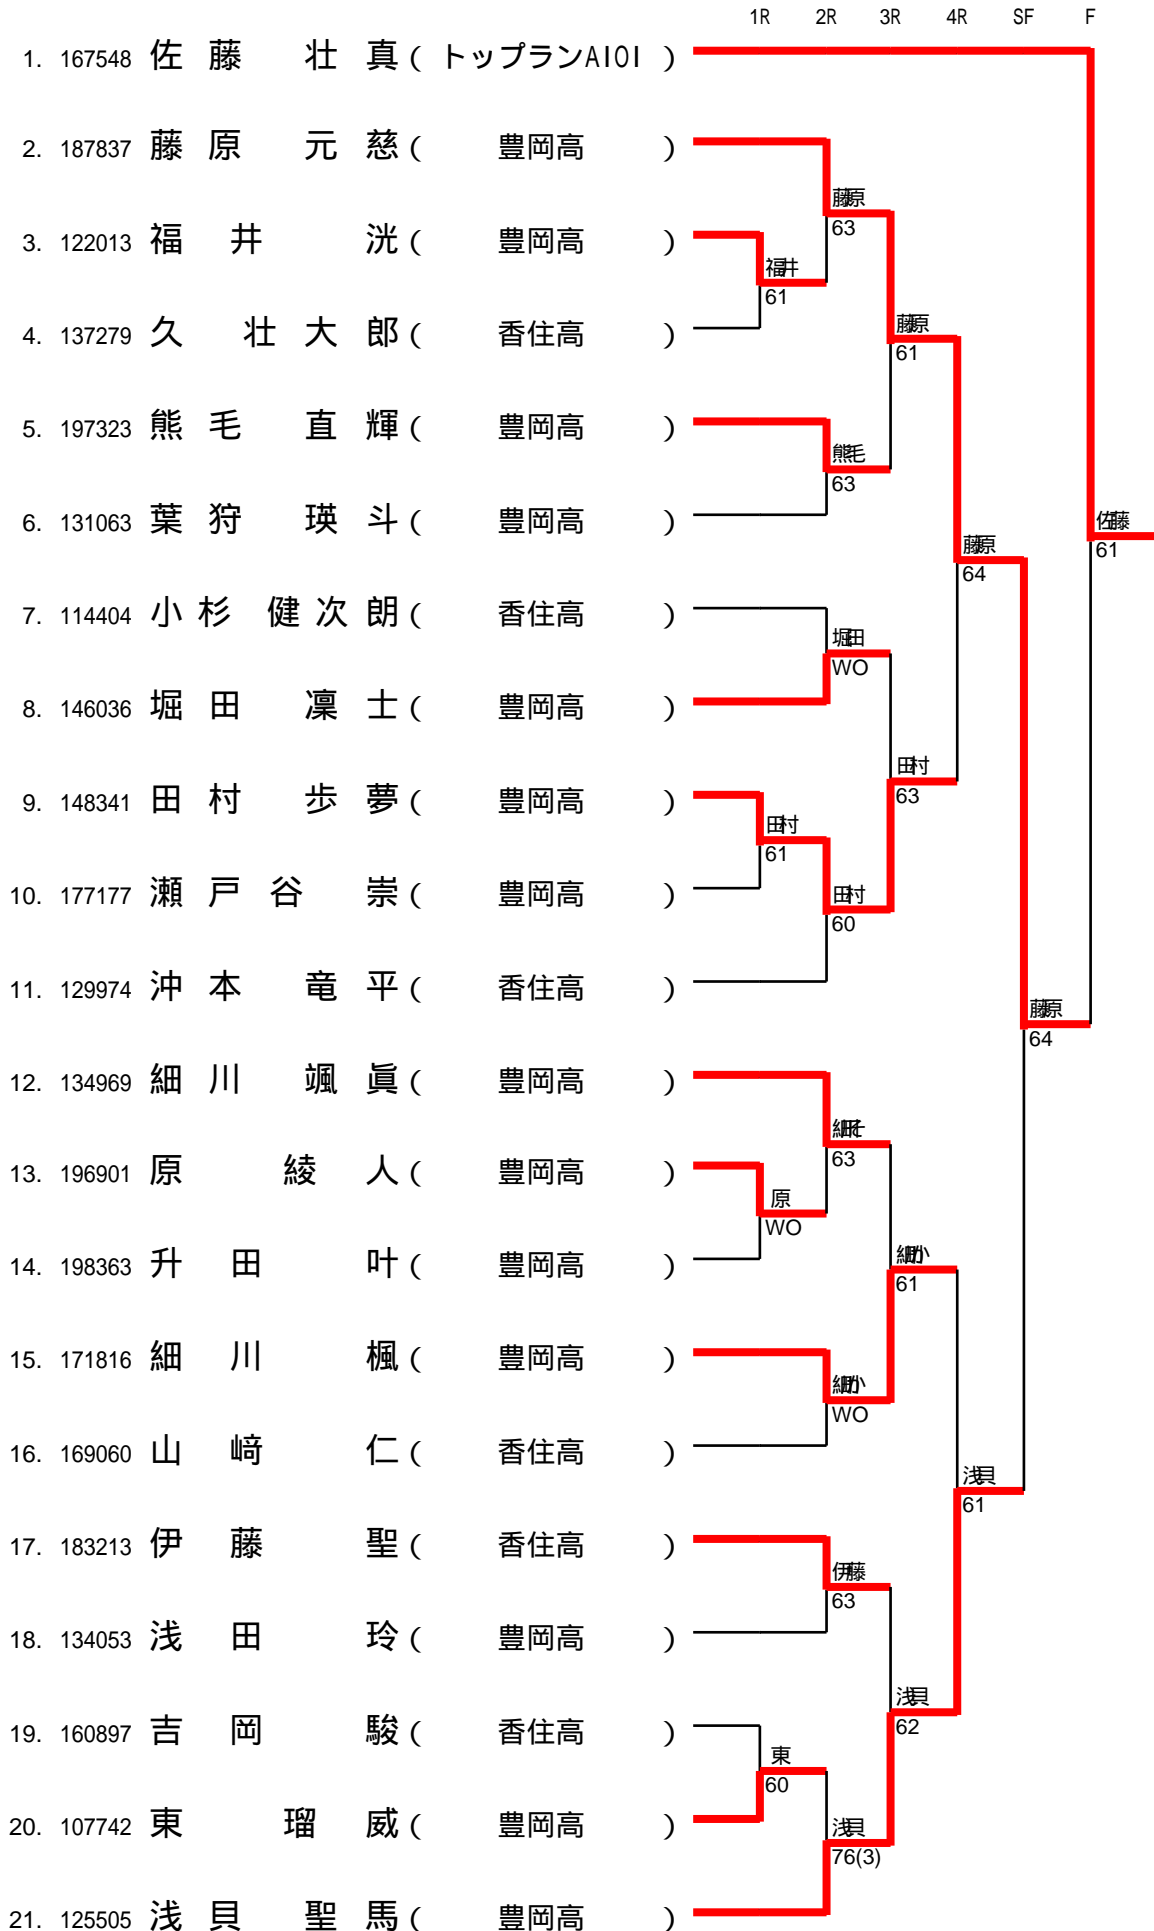 1R 2R 3R 4R SF F
1. 167548 佐藤 壮真 ( トップランAIOI )
2. 187837 藤原 元慈 ( 豊岡高 )
藤原
63
3. 122013 福井 洸 ( 豊岡高 )
福井
61
4. 137279 久 壮大郎 ( 香住高 )
藤原
61
5. 197323 熊毛 直輝 ( 豊岡高 )
熊毛
63
6. 131063 葉狩 瑛斗 ( 豊岡高 )
佐藤
61
藤原
64
7. 114404 小杉 健次朗 ( 香住高 )
堀田
WO
8. 146036 堀田 凜士 ( 豊岡高 )
田村
63
9. 148341 田村 歩夢 ( 豊岡高 )
田村
61
10. 177177 瀬戸谷 崇 ( 豊岡高 )
田村
60
11. 129974 沖本 竜平 ( 香住高 )
藤原
64
12. 134969 細川 颯眞 ( 豊岡高 )
63
13. 196901 原 綾人 ( 豊岡高 )
原
WO
14. 198363 升田 叶 ( 豊岡高 )
61
15. 171816 細川 楓 ( 豊岡高 )
WO
16. 169060 山﨑 仁 ( 香住高 )
浅貝
61
17. 183213 伊藤 聖 ( 香住高 )
伊藤
63
18. 134053 浅田 玲 ( 豊岡高 )
浅貝
62
19. 160897 吉岡 駿 ( 香住高 )
東
60
20. 107742 東 瑠威 ( 豊岡高 )
浅貝
76(3)
21. 125505 浅貝 聖馬 ( 豊岡高 )